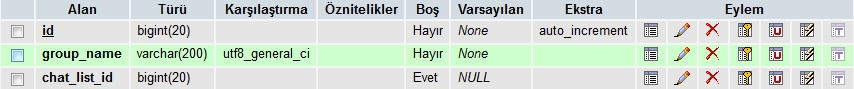 Alan Türü Karşılaştırma Öznitelikler Boş Varsayılan Ekstra Eylem
id bigint(20) Hayır None auto_increment
group_name varchar(200) utf8_general_ci Hayır None
chat_list_id bigint(20) Evet NULL